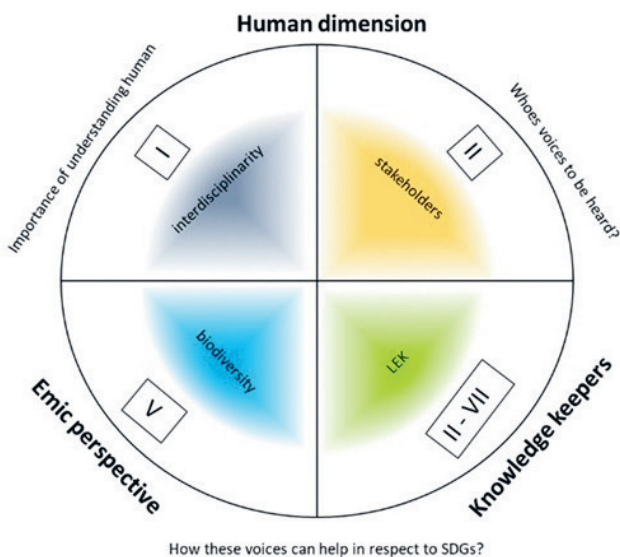 Human dimension
Importance of understanding human
Whoes voices to be heard?
I
II
interdisciplinarity
stakeholders
biodiversity
LEK
V
II - VII
Emic perspective
Knowledge keepers
How these voices can help in respect to SDGs?